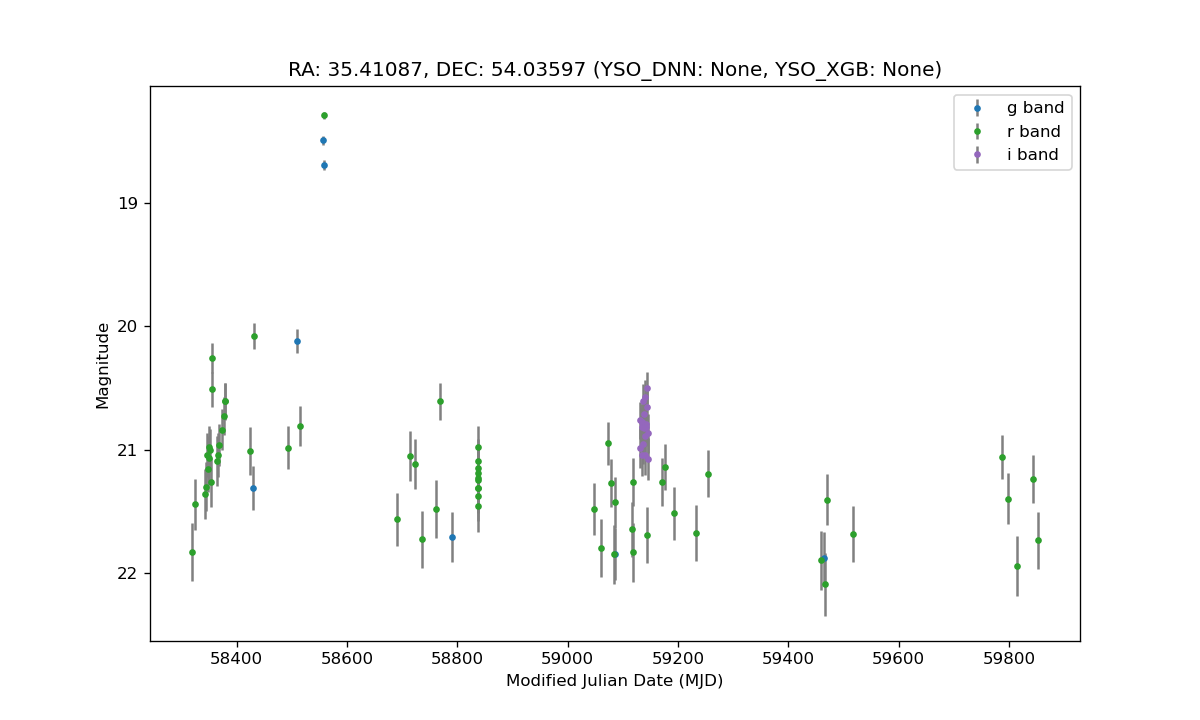 RA: 35.41087, DEC: 54.03597 (YSO_DNN: None, YSO_XGB: None)
g band
r band
i band
19
20
21
22
Magnitude
58400 58600 58800 59000 59200 59400 59600 59800
Modified Julian Date (MJD)